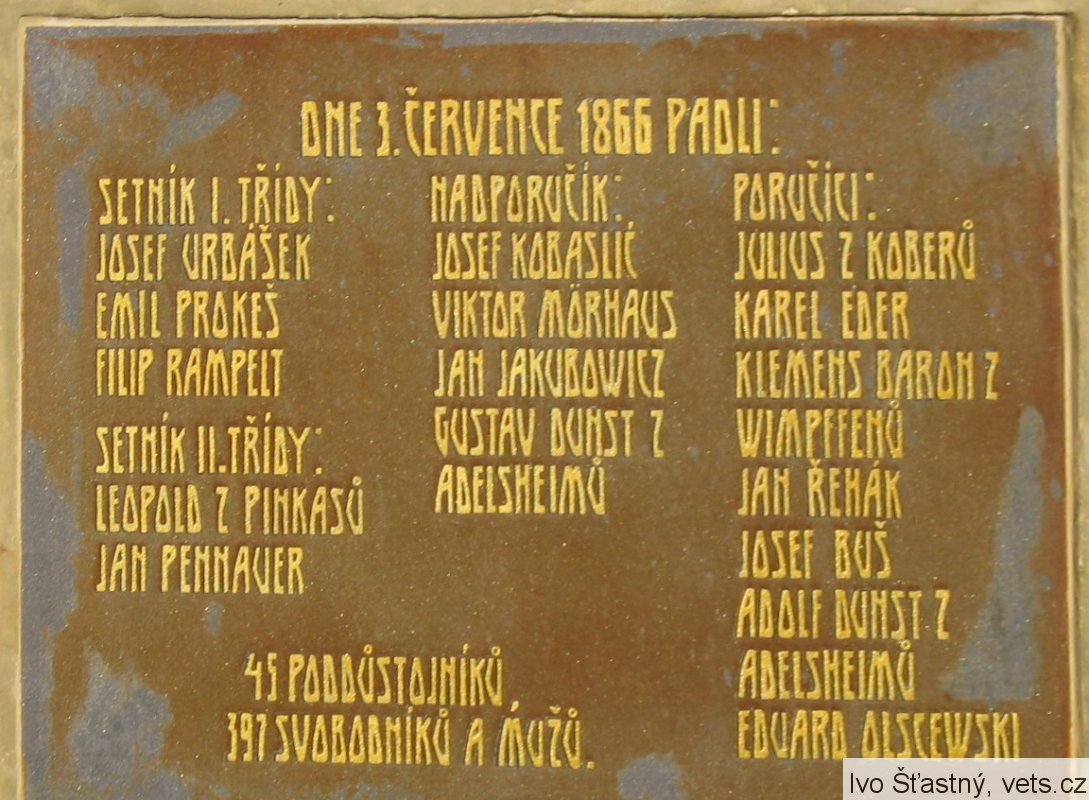 DNE 3. ČERVENCE 1866 PADLI:
SETNÍK I. TŘÍDY:
JOSEF URBÁŠEK
EMIL PROKEŠ
FILIP RAMPELT
SETNÍK II. TŘÍDY:
LEOPOLD Z PINKASŮ
JAN PENNAUER
NADPORUČÍK:
JOSEF KOBASLIĆ
VIKTOR MÖRHAUS
JAN JAKUBOWICZ
GUSTAV DUNST Z
ADELSHEIMŮ
PORUČÍCI:
JULIUS Z KOBERŮ
KAREL EDER
KLEMENS BARON Z
WIMPFFENŮ
JAN ŘEHÁK
JOSEF BUŠ
ADOLF DUNST Z
ADELSHEIMŮ
EDUARD OLSCEWSKI
45 PODDŮSTOJNÍKŮ,
397 SVOBODNÍKŮ A MUŽŮ.
Ivo Šťastný, vets.cz